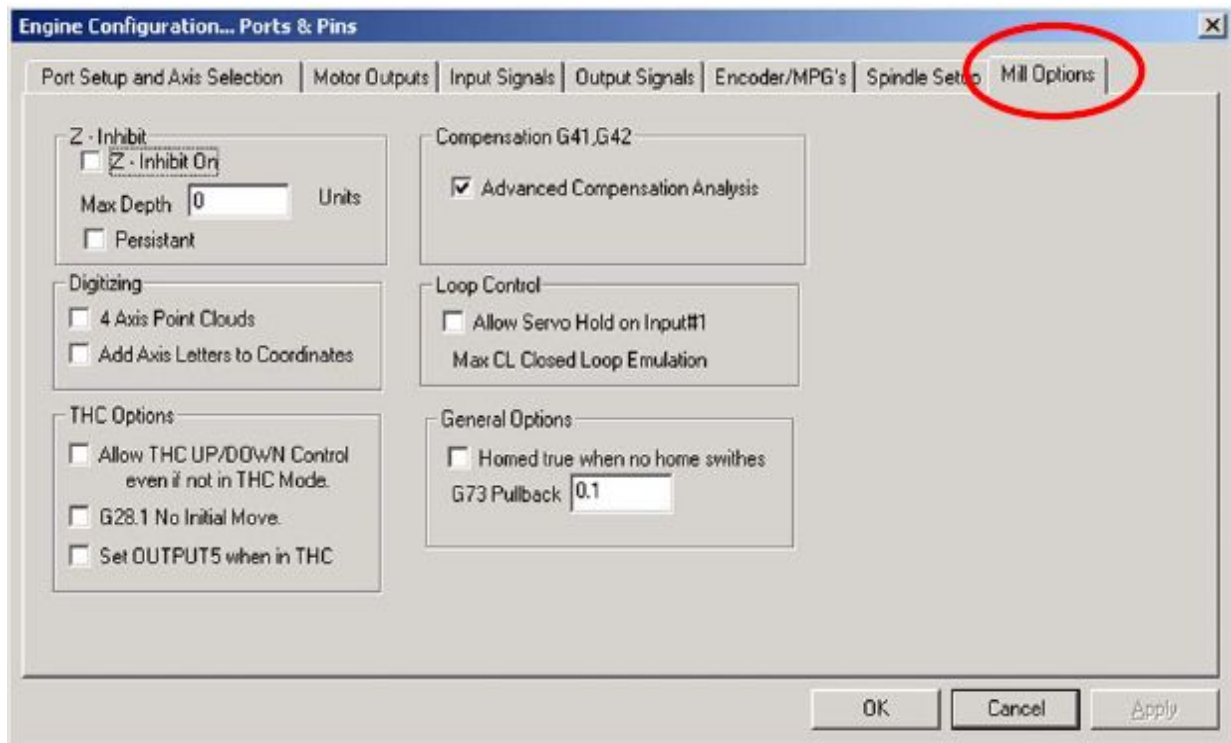 Engine Configuration... Ports & Pins
Port Setup and Axis Selection
Motor Outputs
Input Signals
Output Signals
Encoder/MPG's
Spindle Setup
Mill Options
Z - Inhibit
Z - Inhibit On
Max Depth 0 Units
Persistant
Digitizing
4 Axis Point Clouds
Add Axis Letters to Coordinates
THC Options
Allow THC UP/DOWN Control
even if not in THC Mode.
G28.1 No Initial Move.
Set OUTPUT5 when in THC
Compensation G41,G42
Advanced Compensation Analysis
Loop Control
Allow Servo Hold on Input#1
Max CL Closed Loop Emulation
General Options
Homed true when no home swithes
G73 Pullback 0.1
OK
Cancel
Apply